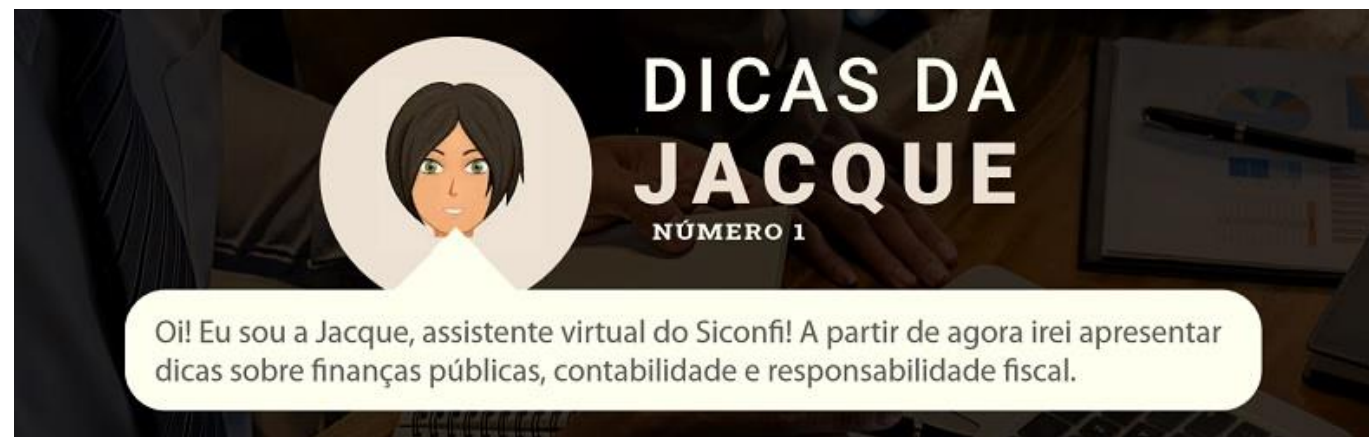 DICAS DA
JACQUE
NÚMERO 1
Oi! Eu sou a Jacque, assistente virtual do Siconfi! A partir de agora irei apresentar
dicas sobre finanças públicas, contabilidade e responsabilidade fiscal.